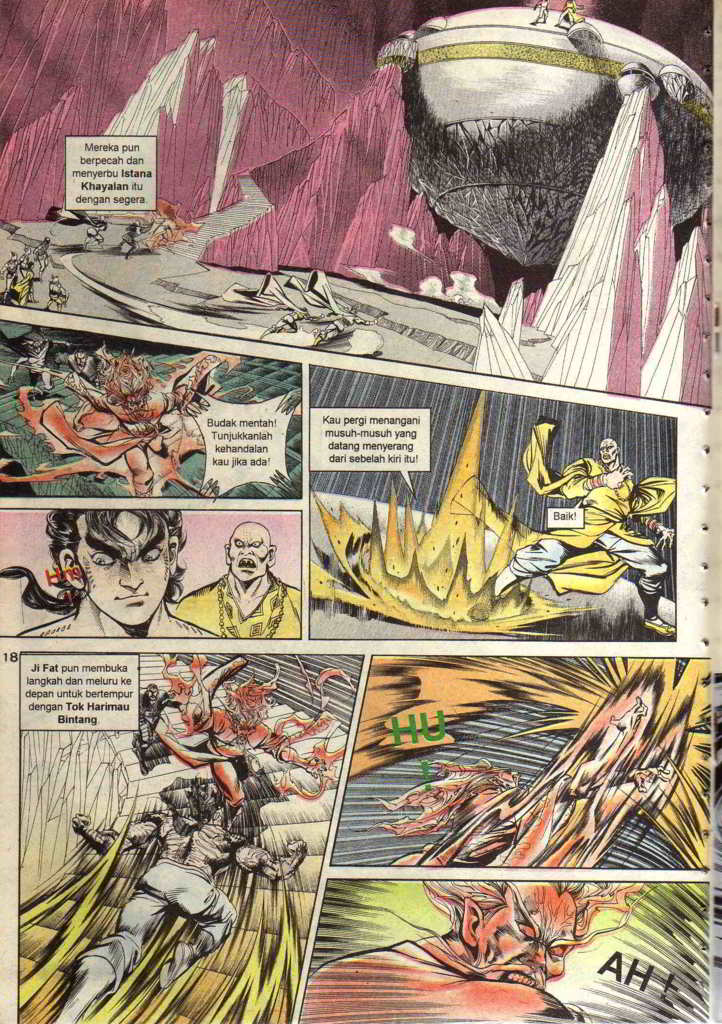 Mereka pun
berpecah dan
menyerbu Istana
Khayalan itu
dengan segera.
Budak mentah!
Tunjukkanlah
kehandalan
kau jika ada!
Kau pergi menangani
musuh-musuh yang
datang menyerang
dari sebelah kiri itu!
Baik!
18
Ji Fat pun membuka
langkah dan meluru ke
depan untuk bertempur
dengan Tok Harimau
Bintang.
HU
!
AH !